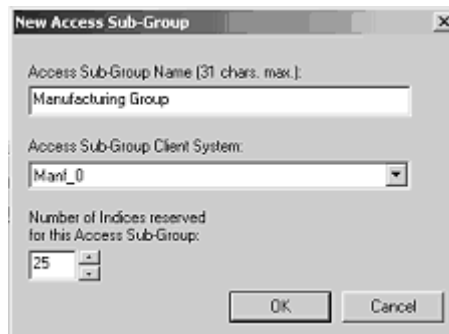 New Access Sub-Group
Access Sub-Group Name (31 chars. max.):
Manufacturing Group
Access Sub-Group Client System:
Manf_0
Number of Indices reserved
for this Access Sub-Group:
25
OK
Cancel